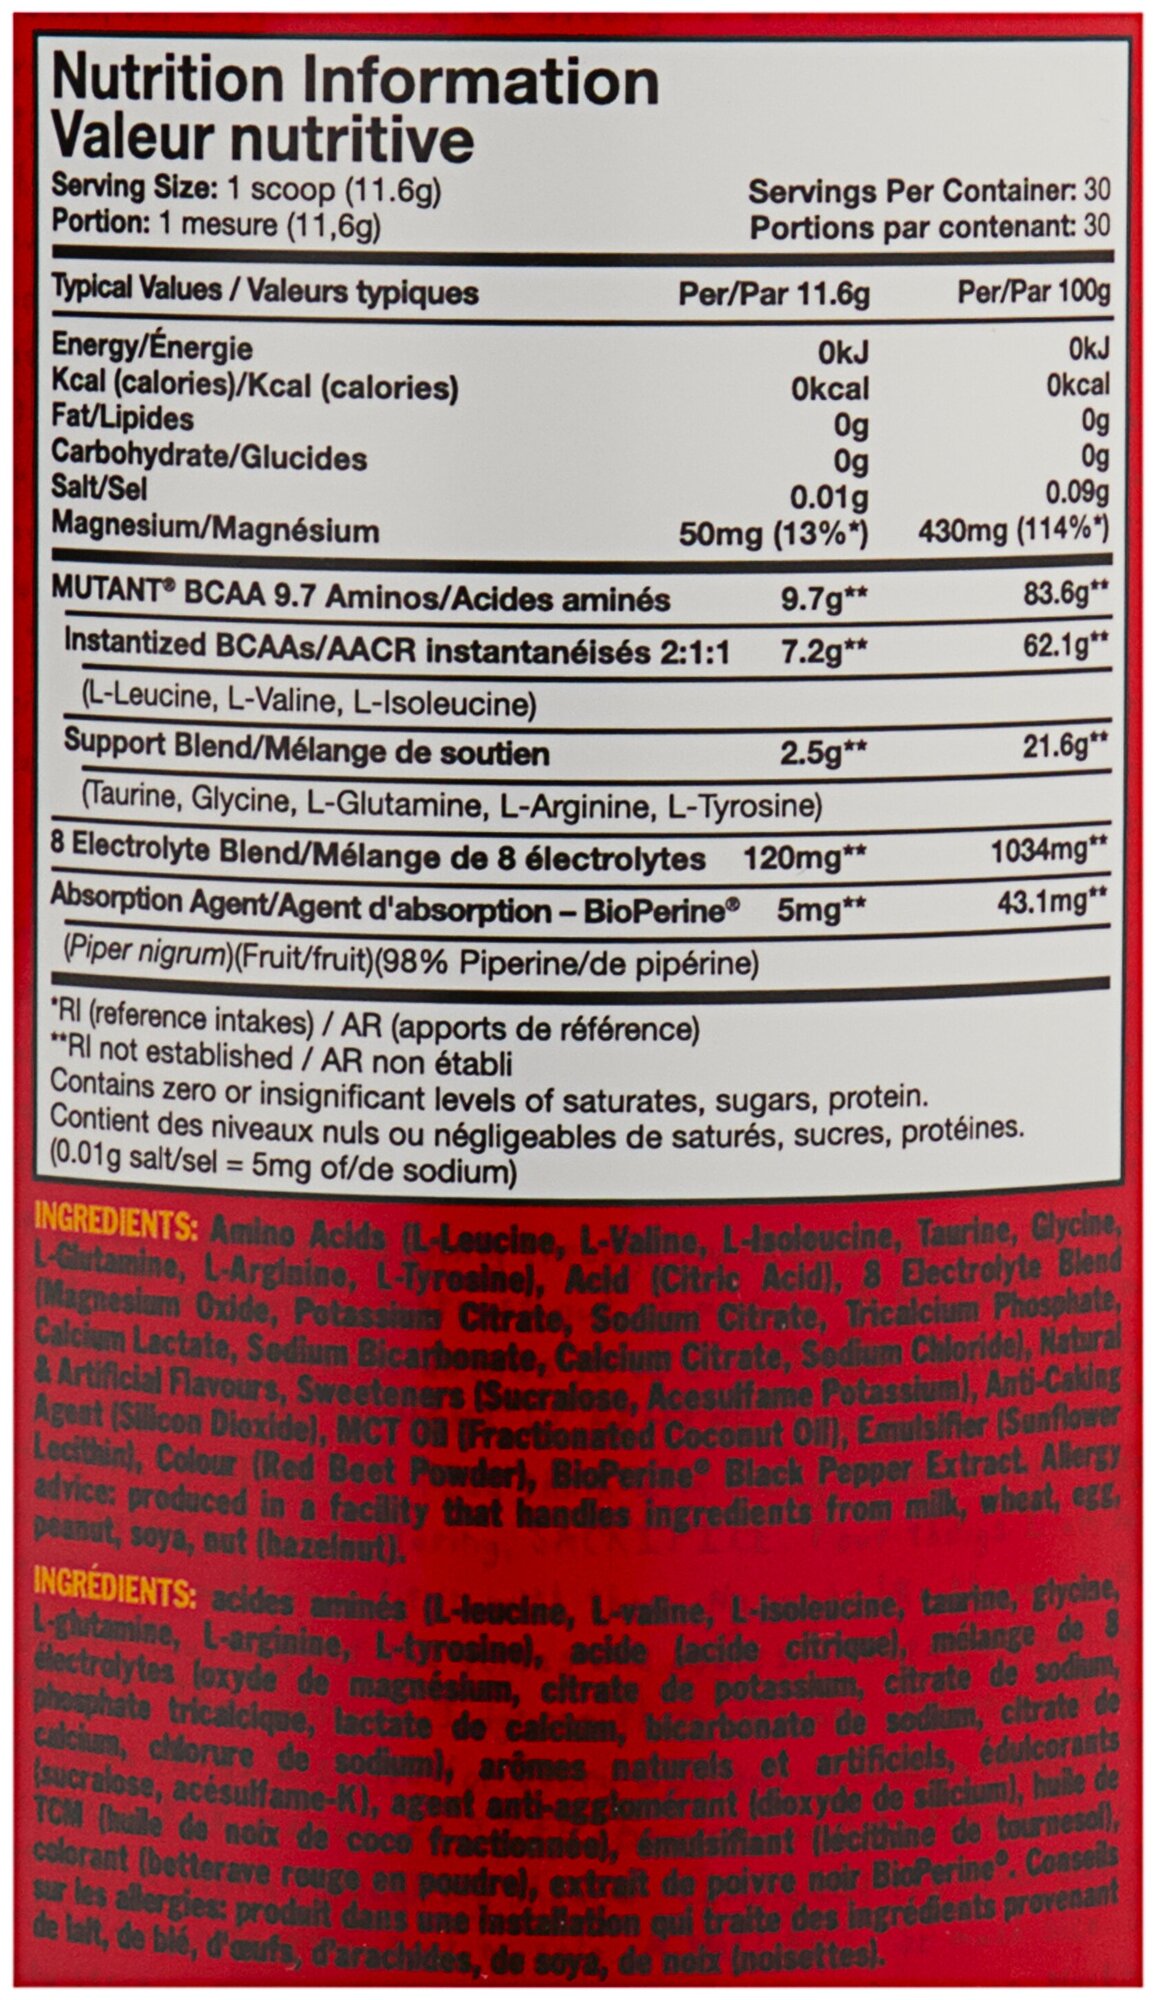 Nutrition Information
Valeur nutritive
Serving Size: 1 scoop (11.6g) Servings Per Container: 30
Portion: 1 mesure (11,6g) Portions par contenant: 30
Typical Values / Valeurs typiques Per/Par 11.6g Per/Par 100g
Energy/Énergie 0kJ 0kJ
Kcal (calories)/Kcal (calories) 0kcal 0kcal
Fat/Lipides 0g 0g
Carbohydrate/Glucides 0g 0g
Salt/Sel 0.01g 0.09g
Magnesium/Magnésium 50mg (13%*) 430mg (114%*)
MUTANT® BCAA 9.7 Aminos/Acides aminés 9.7g** 83.6g**
Instantized BCAAs/AACR instantanéisés 2:1:1 7.2g** 62.1g**
(L-Leucine, L-Valine, L-Isoleucine)
Support Blend/Mélange de soutien 2.5g** 21.6g**
(Taurine, Glycine, L-Glutamine, L-Arginine, L-Tyrosine)
8 Electrolyte Blend/Mélange de 8 électrolytes 120mg** 1034mg**
Absorption Agent/Agent d'absorption – BioPerine® 5mg** 43.1mg**
(Piper nigrum)(Fruit/fruit)(98% Piperine/de pipérine)
*RI (reference intakes) / AR (apports de référence)
**RI not established / AR non établi
Contains zero or insignificant levels of saturates, sugars, protein.
Contient des niveaux nuls ou négligeables de saturés, sucres, protéines.
(0.01g salt/sel = 5mg of/de sodium)
INGREDIENTS: Amino Acids (L-Leucine, L-Valine, L-Isoleucine, Taurine, Glycine,
L-Glutamine, L-Arginine, L-Tyrosine), Acid (Citric Acid), 8 Electrolyte Blend
(Magnesium Oxide, Potassium Citrate, Sodium Citrate, Tricalcium Phosphate,
Calcium Lactate, Sodium Bicarbonate, Calcium Citrate, Sodium Chloride), Natural
& Artificial Flavours, Sweeteners (Sucralose, Acesulfame Potassium), Anti-Caking
Agent (Silicon Dioxide), MCT Oil (Fractionated Coconut Oil), Emulsifier (Sunflower
Lecithin), Colour (Red Beet Powder), BioPerine® Black Pepper Extract. Allergy
advice: produced in a facility that handles ingredients from milk, wheat, egg,
peanut, soya, nut (hazelnut).
INGRÉDIENTS: acides aminés (L-leucine, L-valine, L-isoleucine, taurine, glycine,
L-glutamine, L-arginine, L-tyrosine), acide (acide citrique), mélange de 8
électrolytes (oxyde de magnésium, citrate de potassium, citrate de sodium,
phosphate tricalcique, lactate de calcium, bicarbonate de sodium, citrate de
calcium, chlorure de sodium), arômes naturels et artificiels, édulcorants
(sucralose, acésulfame-K), agent anti-agglomérant (dioxyde de silicium), huile de
TCM (huile de noix de coco fractionnée), émulsifiant (lécithine de tournesol),
colorant (betterave rouge en poudre), extrait de poivre noir BioPerine®. Conseils
sur les allergies: produit dans une installation qui traite des ingrédients provenant
de lait, de blé, d'œufs, d'arachides, de soya, de noix (noisettes).